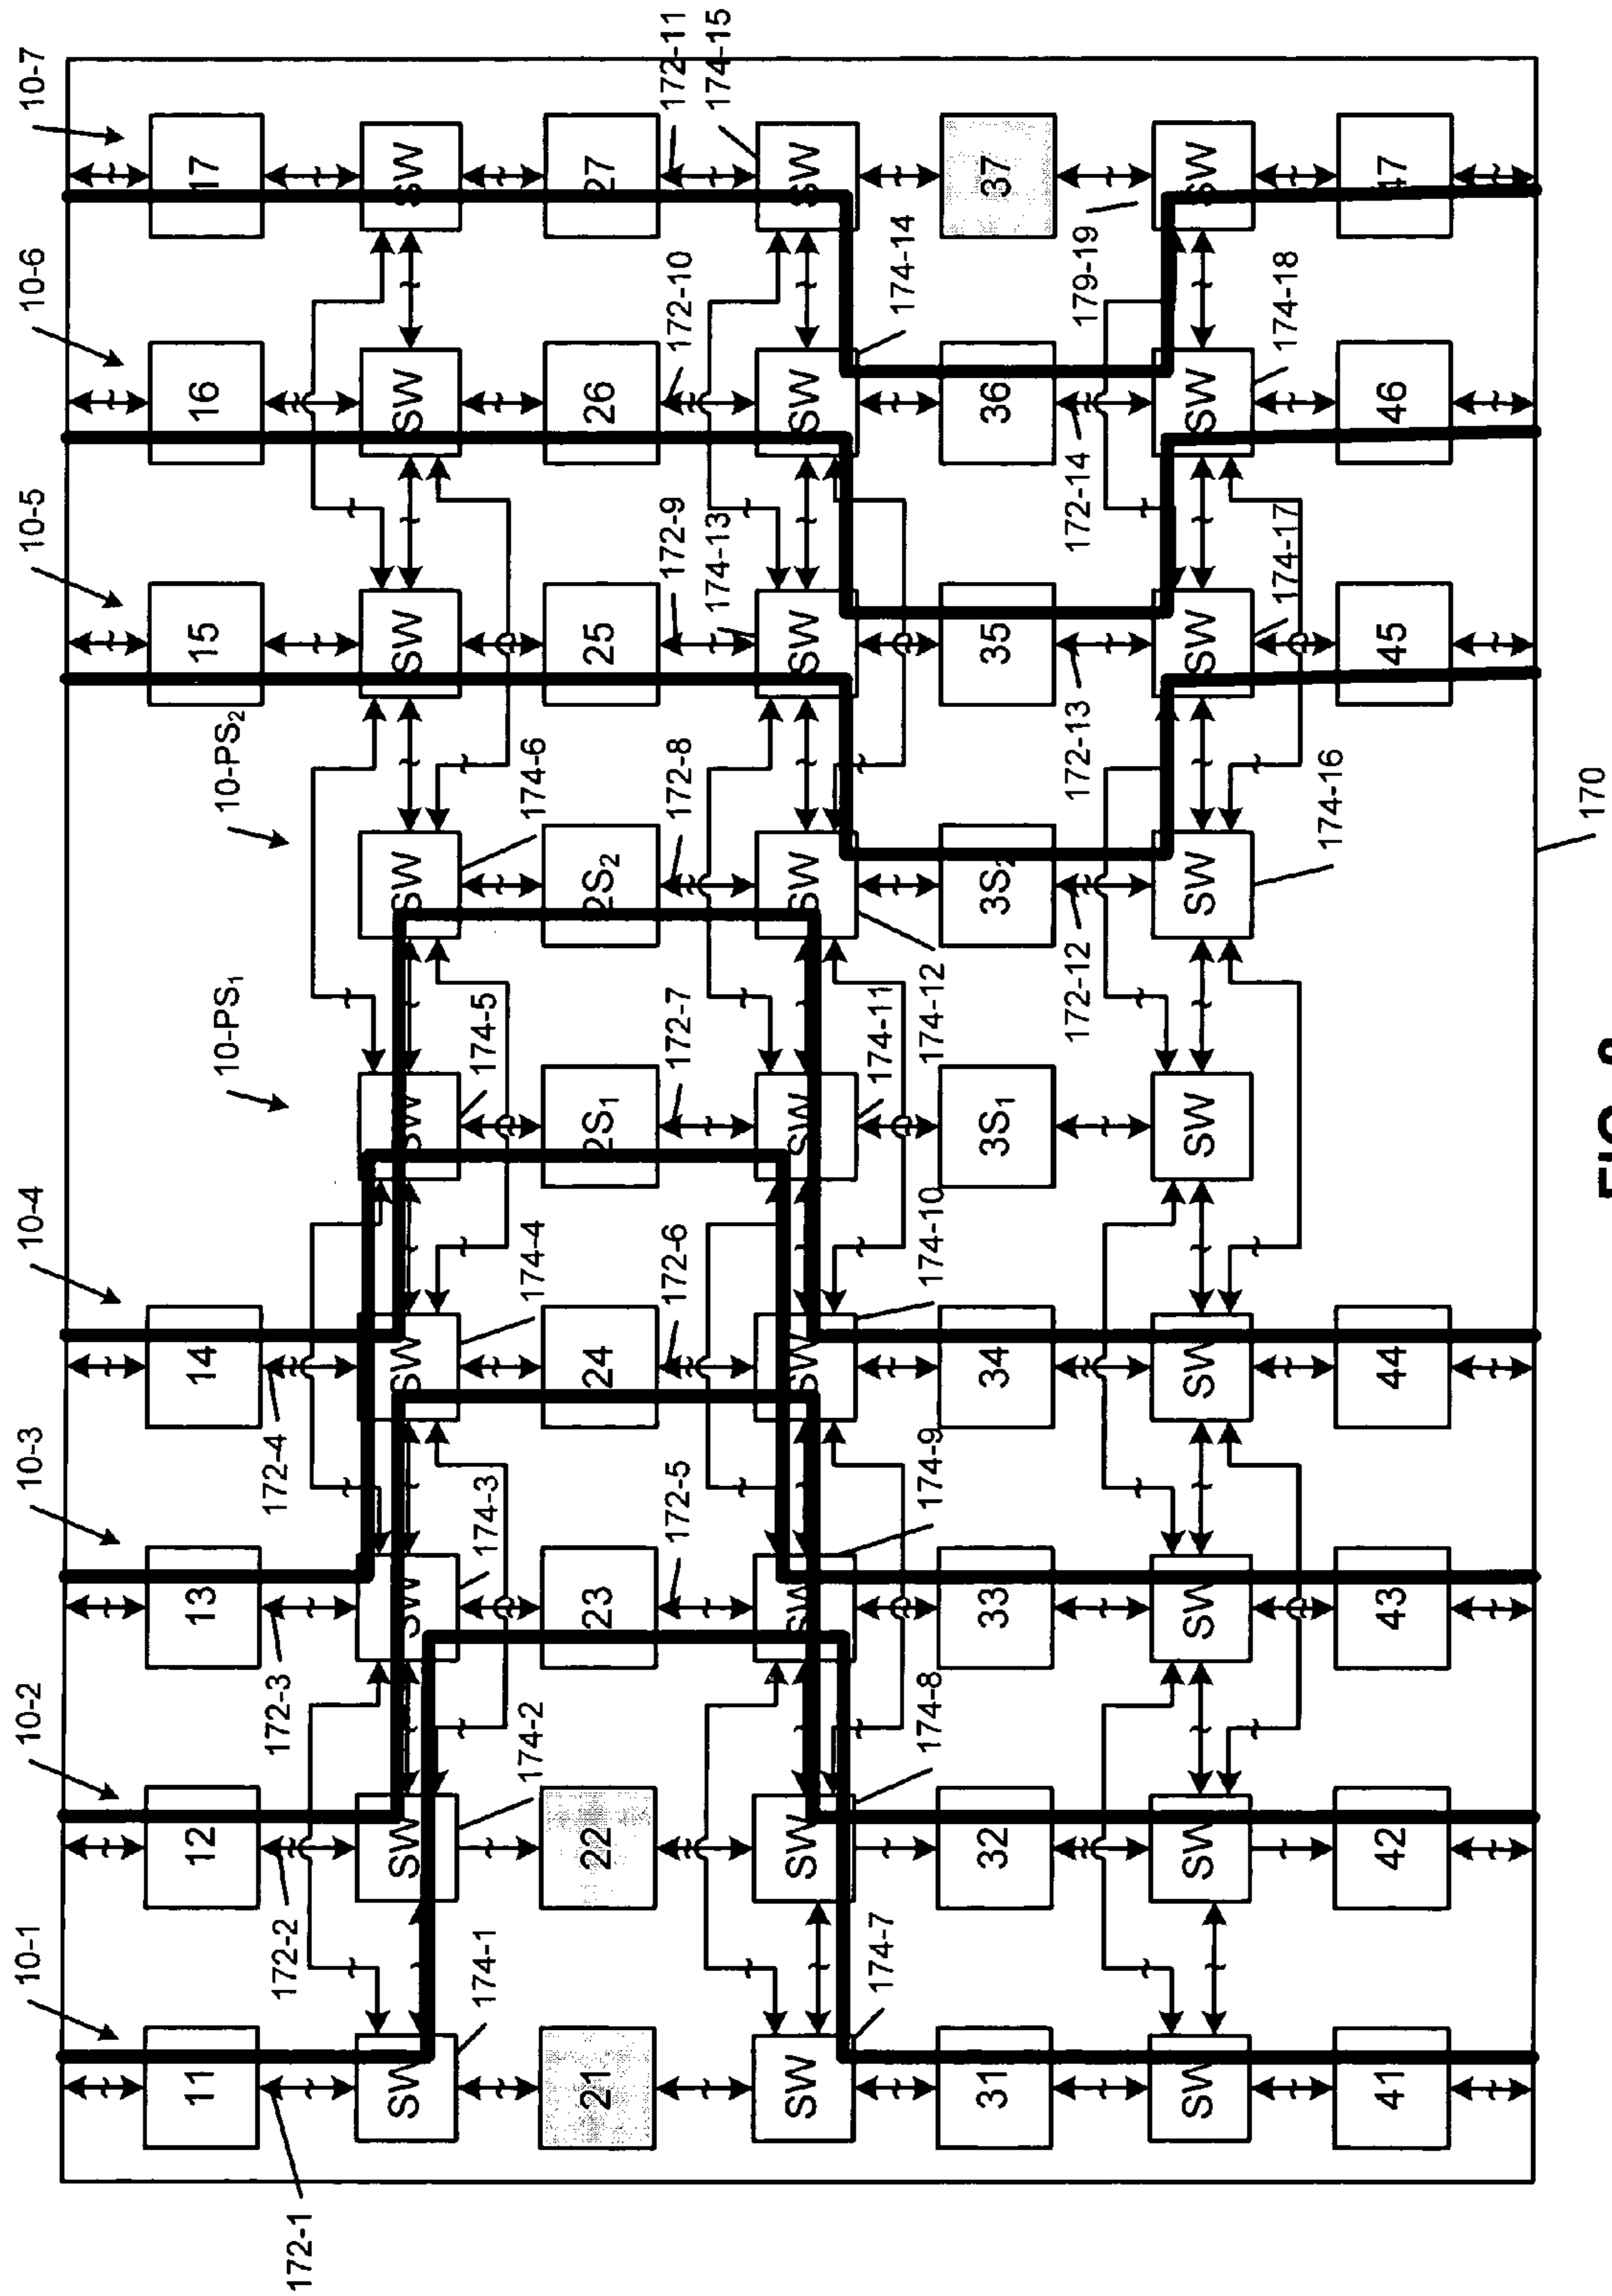 10-1 10-2 10-3 10-4 10-5 10-6 10-7
11 12 13 14 15 16 17
10-PS₁ 10-PS₂
172-1 172-2 172-3 172-4
SW SW SW SW SW SW SW SW SW
174-1 174-2 174-3 174-4 174-5 174-6
21 22 23 24 2S₁ 2S₂ 25 26 27
172-5 172-6 172-7 172-8 172-9 172-10 172-11
174-13 174-15
SW SW SW SW SW SW SW SW SW
174-7 174-8 174-9 174-10 174-11 174-12 174-14
31 32 33 34 3S₁ 3S₂ 35 36 37
172-12 172-13 172-14 179-19
SW SW SW SW SW SW SW SW SW
174-16 174-17 174-18
41 42 43 44 45 46 47
170
FIG.